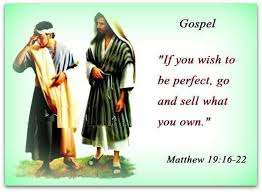 Gospel
"If you wish to
be perfect, go
and sell what
you own."
Matthew 19:16-22